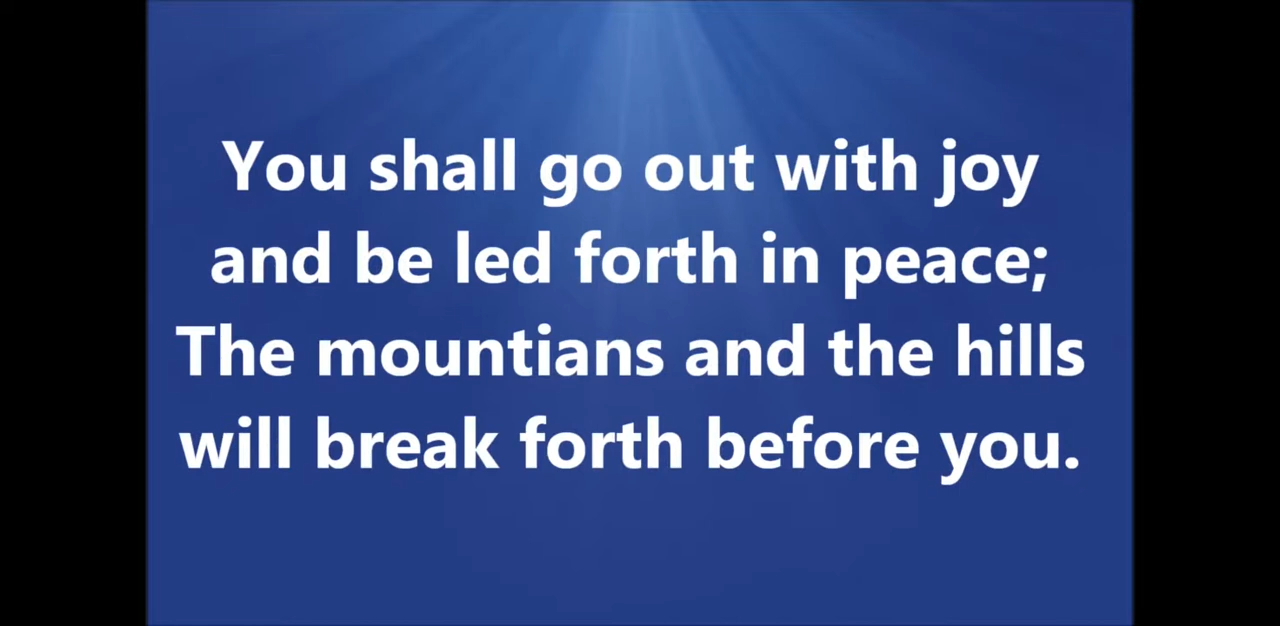 You shall go out with joy
and be led forth in peace;
The mountians and the hills
will break forth before you.